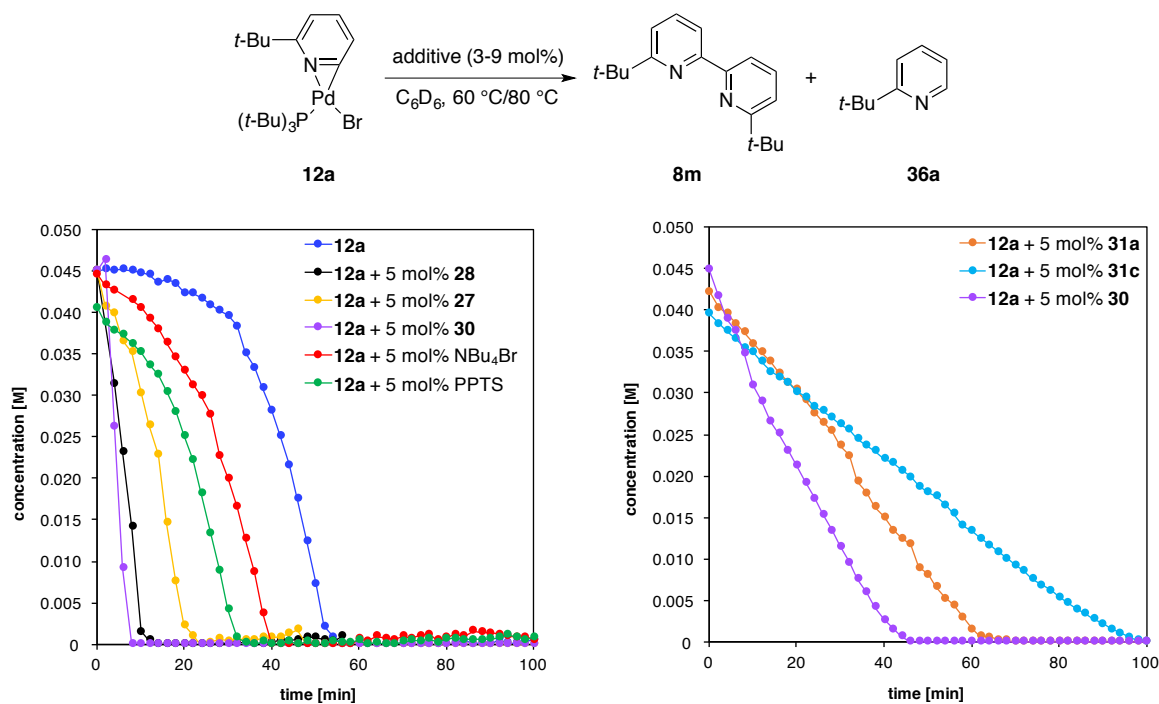 t-Bu
N
Pd
(t-Bu)3P
Br
12a
additive (3-9 mol%)
C6D6, 60 °C/80 °C
t-Bu
N
N
t-Bu
8m
+
t-Bu
N
36a
concentration [M]
0.050
0.045
0.040
0.035
0.030
0.025
0.020
0.015
0.010
0.005
0
0 20 40 60 80 100
time [min]
12a
12a + 5 mol% 28
12a + 5 mol% 27
12a + 5 mol% 30
12a + 5 mol% NBu4Br
12a + 5 mol% PPTS
concentration [M]
0.050
0.045
0.040
0.035
0.030
0.025
0.020
0.015
0.010
0.005
0
0 20 40 60 80 100
time [min]
12a + 5 mol% 31a
12a + 5 mol% 31c
12a + 5 mol% 30